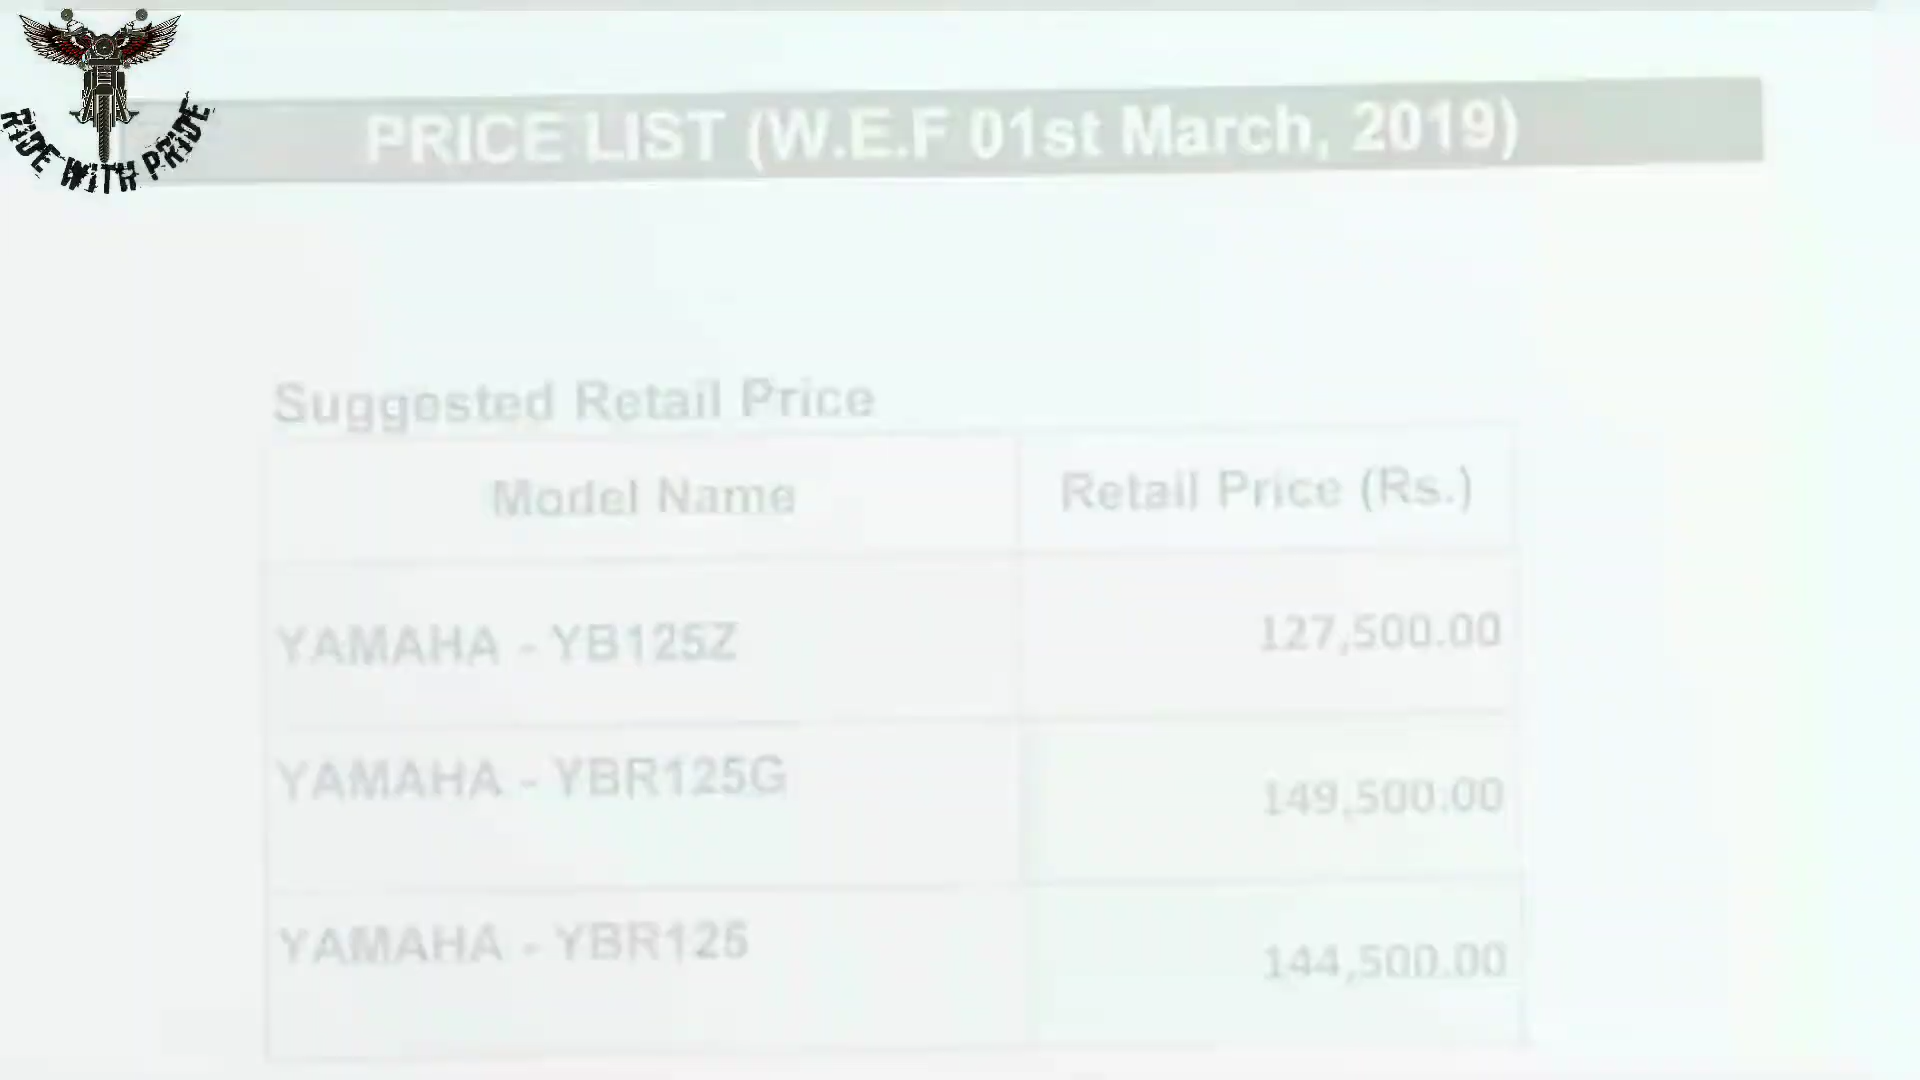 RIDE WITH PRIDE
PRICE LIST (W.E.F 01st March, 2019)
Suggested Retail Price
Model Name Retail Price (Rs.)
YAMAHA - YB125Z 127,500.00
YAMAHA - YBR125G 149,500.00
YAMAHA - YBR125 144,500.00